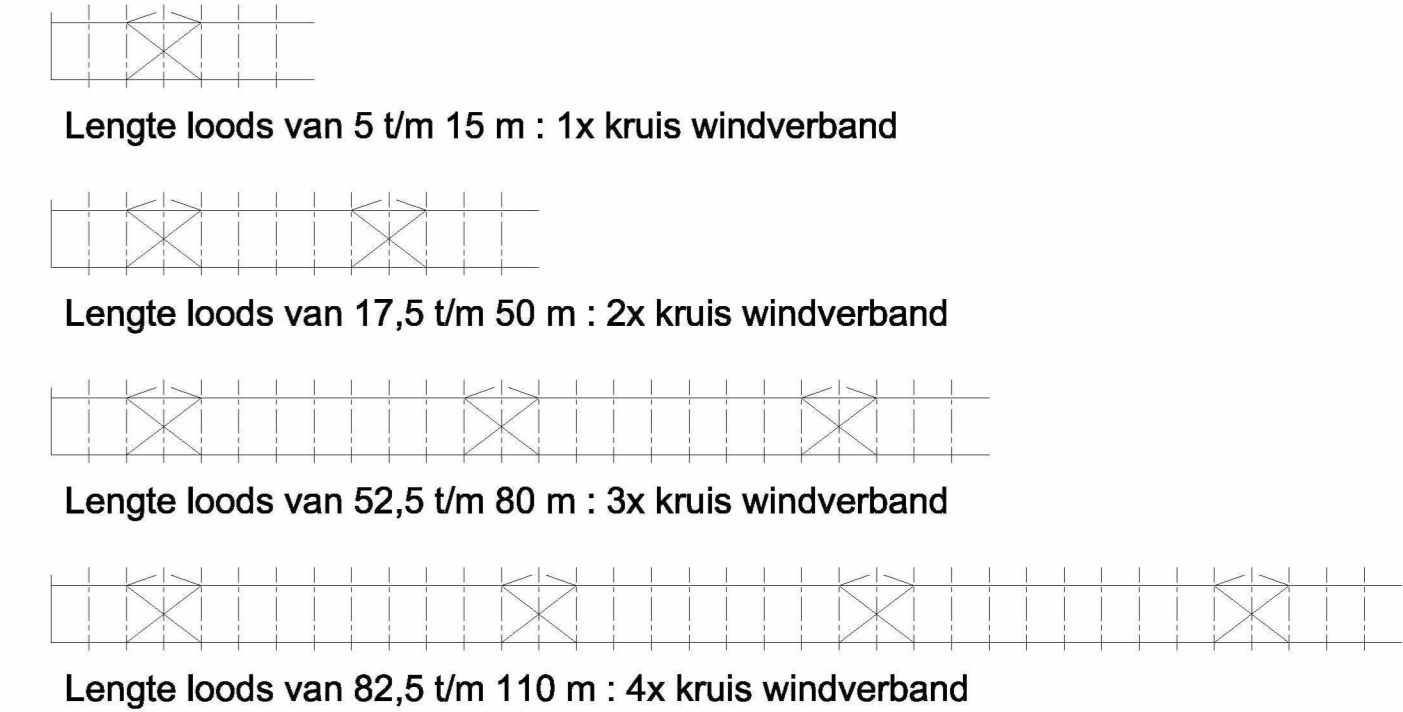 Lengte loods van 5 t/m 15 m : 1x kruis windverband
Lengte loods van 17,5 t/m 50 m : 2x kruis windverband
Lengte loods van 52,5 t/m 80 m : 3x kruis windverband
Lengte loods van 82,5 t/m 110 m : 4x kruis windverband